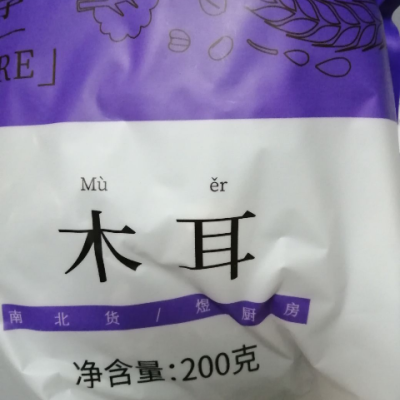 RE」
Mù ěr
木耳
南北货/煜厨房
净含量:200克